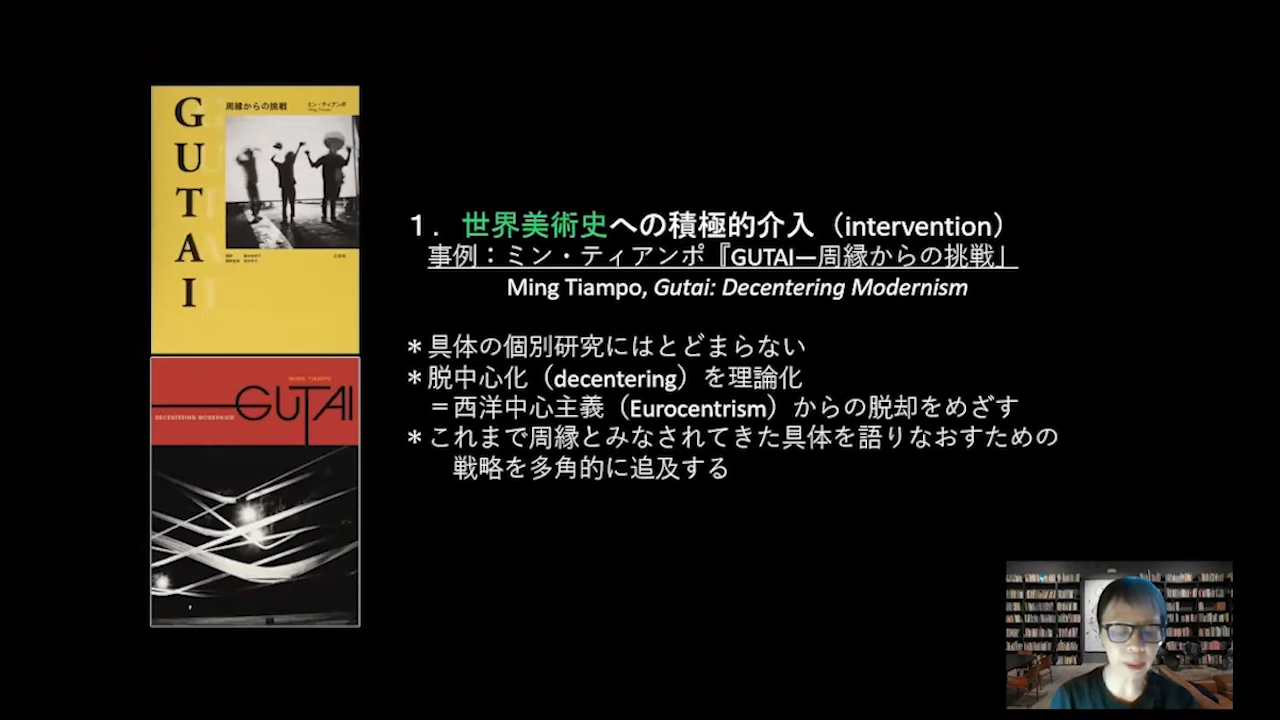 GUTAI
周縁からの挑戦
ミン・ティアンポ
MING TIAMPO
GUTAI
DECENTERING MODERNISM
１．世界美術史への積極的介入（intervention）
事例：ミン・ティアンポ『GUTAI―周縁からの挑戦』
Ming Tiampo, Gutai: Decentering Modernism
＊具体の個別研究にはとどまらない
＊脱中心化（decentering）を理論化
＝西洋中心主義（Eurocentrism）からの脱却をめざす
＊これまで周縁とみなされてきた具体を語りなおすための
戦略を多角的に追及する